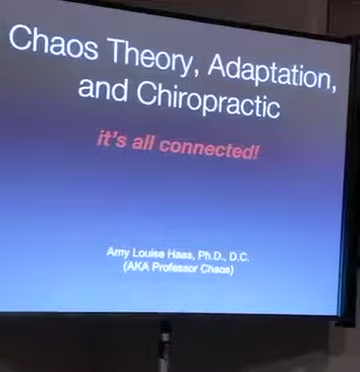 Chaos Theory, Adaptation,
and Chiropractic
it's all connected!
Amy Louise Haas, Ph.D., D.C.
(AKA Professor Chaos)